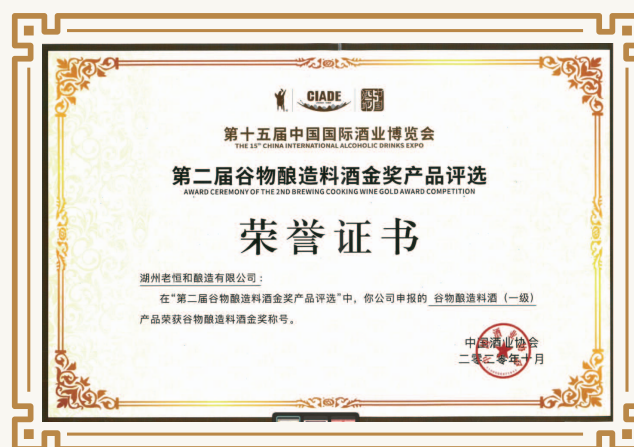 CIADE
第十五届中国国际酒业博览会
THE 15TH CHINA INTERNATIONAL ALCOHOLIC DRINKS EXPO
第二届谷物酿造料酒金奖产品评选
AWARD CEREMONY OF THE 2ND BREWING COOKING WINE GOLD AWARD COMPETITION
荣誉证书
湖州老恒和酿造有限公司：
在“第二届谷物酿造料酒金奖产品评选”中，你公司申报的 谷物酿造料酒（一级）
产品荣获谷物酿造料酒金奖称号。
中国酒业协会
二零二零年十月